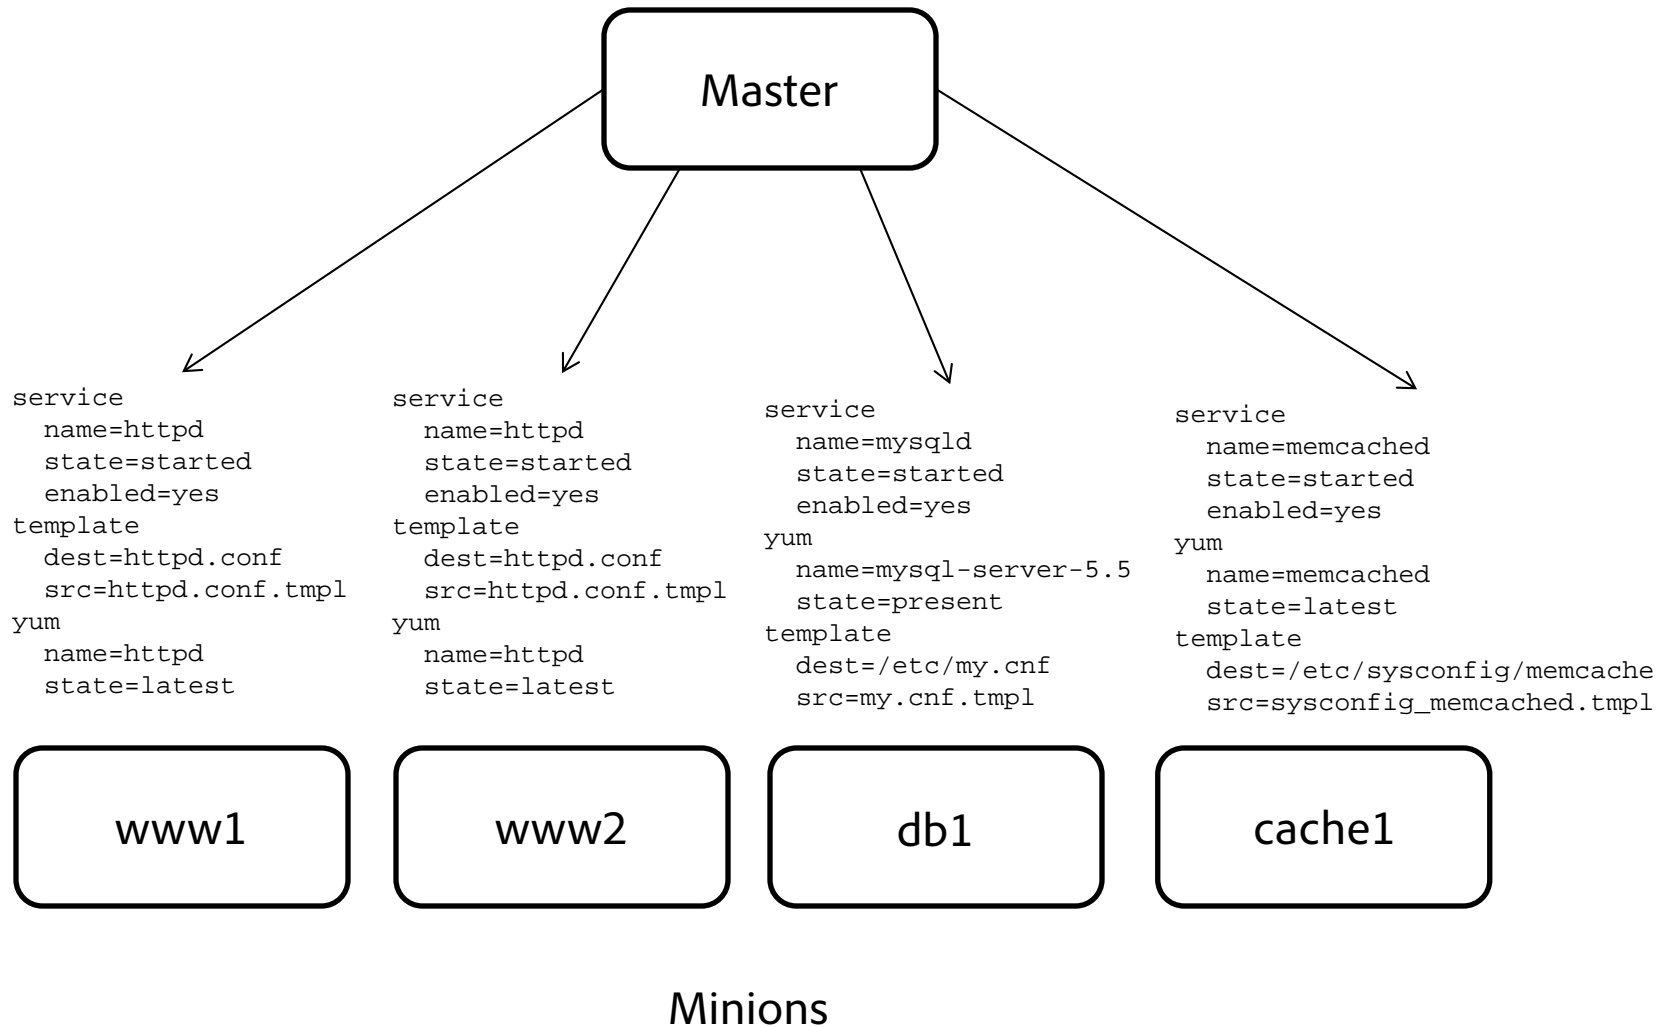 Master
service
  name=httpd
  state=started
  enabled=yes
template
  dest=httpd.conf
  src=httpd.conf.tmpl
yum
  name=httpd
  state=latest
service
  name=httpd
  state=started
  enabled=yes
template
  dest=httpd.conf
  src=httpd.conf.tmpl
yum
  name=httpd
  state=latest
service
  name=mysqld
  state=started
  enabled=yes
yum
  name=mysql-server-5.5
  state=present
template
  dest=/etc/my.cnf
  src=my.cnf.tmpl
service
  name=memcached
  state=started
  enabled=yes
yum
  name=memcached
  state=latest
template
  dest=/etc/sysconfig/memcache
  src=sysconfig_memcached.tmpl
www1
www2
db1
cache1
Minions